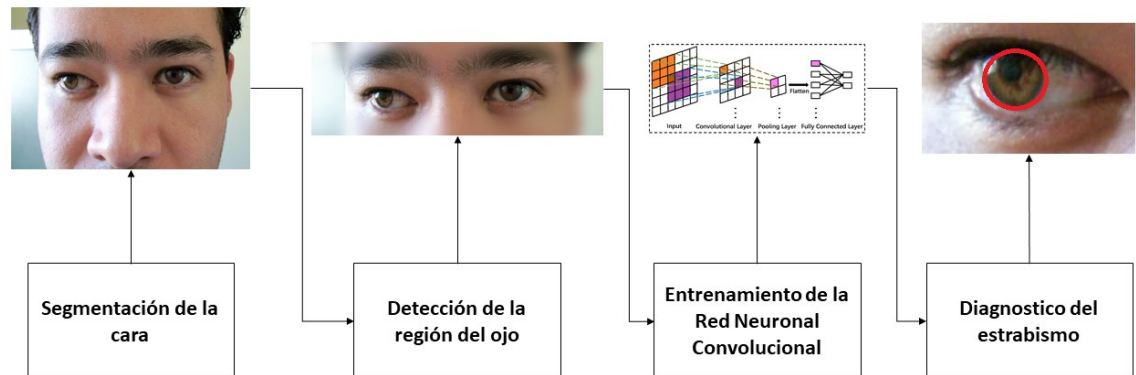 Flatten
Input
Convolutional Layer
Pooling Layer
Fully Connected Layer
Segmentación de la
cara
Detección de la
región del ojo
Entrenamiento de la
Red Neuronal
Convolucional
Diagnostico del
estrabismo